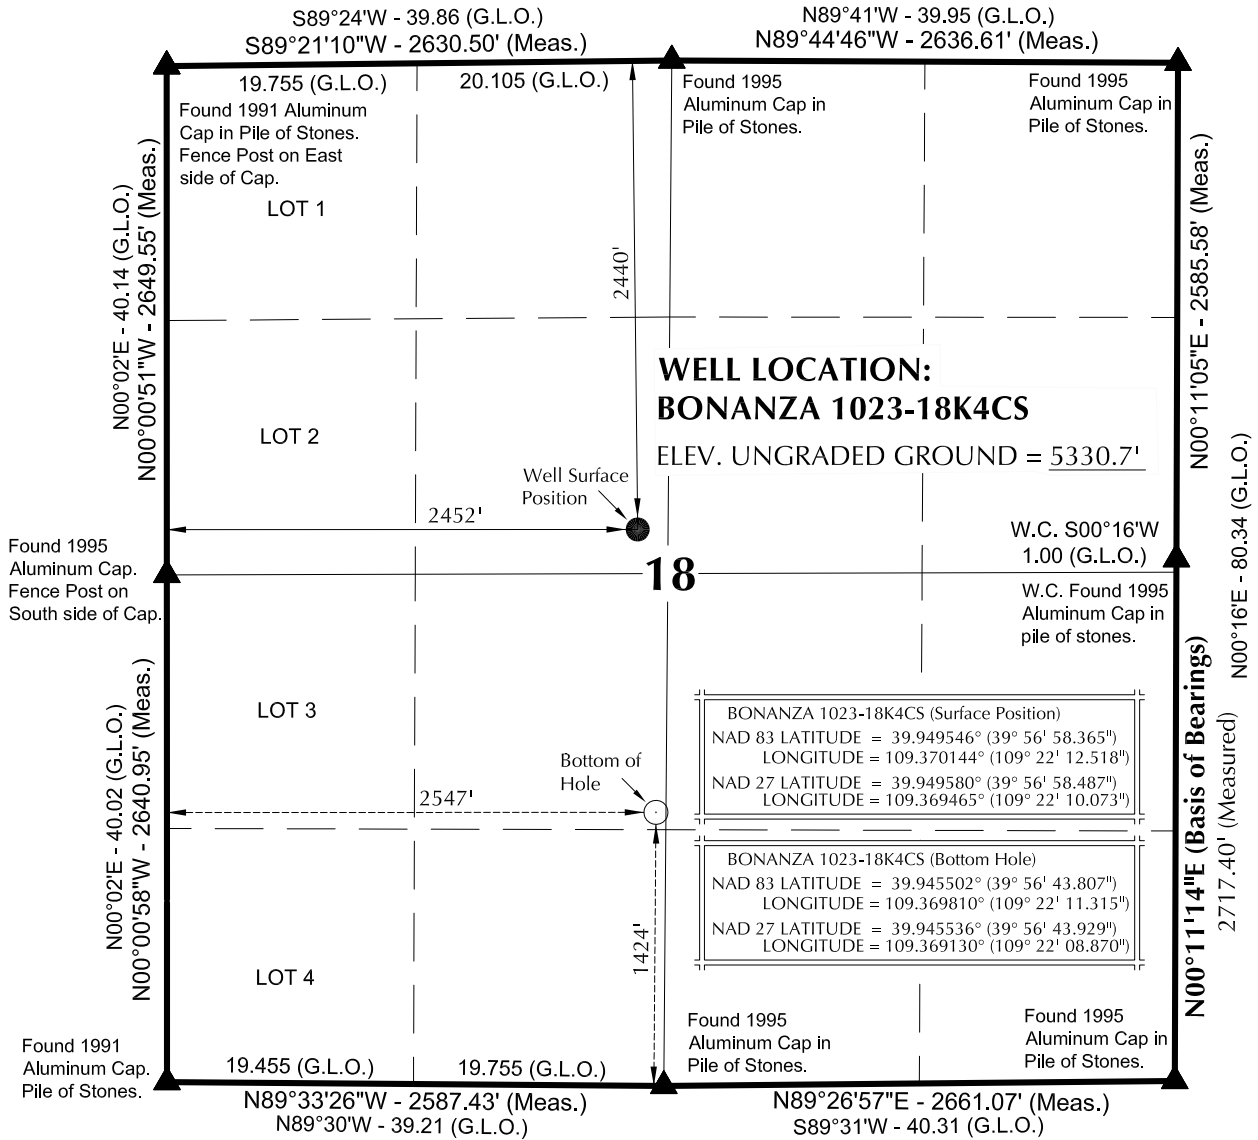 S89°24'W - 39.86 (G.L.O.)
S89°21'10"W - 2630.50' (Meas.)
N89°41'W - 39.95 (G.L.O.)
N89°44'46"W - 2636.61' (Meas.)
19.755 (G.L.O.)
20.105 (G.L.O.)
Found 1991 Aluminum
Cap in Pile of Stones.
Fence Post on East
side of Cap.
Found 1995
Aluminum Cap in
Pile of Stones.
Found 1995
Aluminum Cap in
Pile of Stones.
LOT 1
N00°02'E - 40.14 (G.L.O.)
N00°00'51"W - 2649.55' (Meas.)
2440'
N00°11'05"E - 2585.58' (Meas.)
WELL LOCATION:
BONANZA 1023-18K4CS
ELEV. UNGRADED GROUND = 5330.7'
LOT 2
Well Surface
Position
2452'
N00°16'E - 80.34 (G.L.O.)
W.C. S00°16'W
1.00 (G.L.O.)
Found 1995
Aluminum Cap.
Fence Post on
South side of Cap.
18
W.C. Found 1995
Aluminum Cap in
pile of stones.
LOT 3
N00°02'E - 40.02 (G.L.O.)
N00°00'58"W - 2640.95' (Meas.)
Bottom of
Hole
2547'
BONANZA 1023-18K4CS (Surface Position)
NAD 83 LATITUDE = 39.949546° (39° 56' 58.365")
LONGITUDE = 109.370144° (109° 22' 12.518")
NAD 27 LATITUDE = 39.949580° (39° 56' 58.487")
LONGITUDE = 109.369465° (109° 22' 10.073")
BONANZA 1023-18K4CS (Bottom Hole)
NAD 83 LATITUDE = 39.945502° (39° 56' 43.807")
LONGITUDE = 109.369810° (109° 22' 11.315")
NAD 27 LATITUDE = 39.945536° (39° 56' 43.929")
LONGITUDE = 109.369130° (109° 22' 08.870")
N00°11'14"E (Basis of Bearings)
2717.40' (Measured)
1424'
LOT 4
Found 1991
Aluminum Cap.
Pile of Stones.
Found 1995
Aluminum Cap in
Pile of Stones.
Found 1995
Aluminum Cap in
Pile of Stones.
19.455 (G.L.O.)
19.755 (G.L.O.)
N89°33'26"W - 2587.43' (Meas.)
N89°30'W - 39.21 (G.L.O.)
N89°26'57"E - 2661.07' (Meas.)
S89°31'W - 40.31 (G.L.O.)